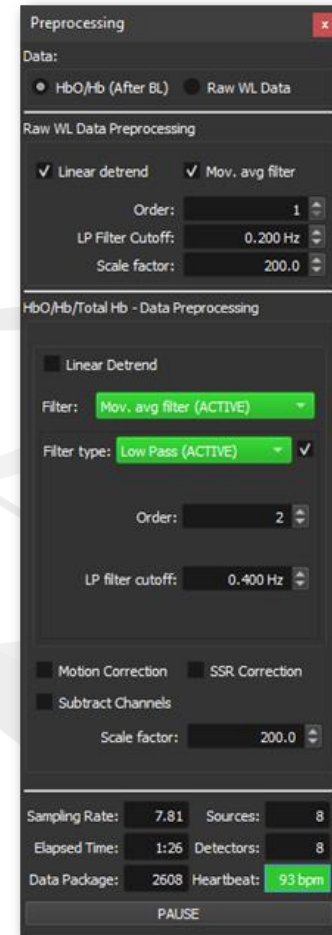 Preprocessing x
Data:
HbO/Hb (After BL) Raw WL Data
Raw WL Data Preprocessing
Linear detrend Mov. avg filter
Order: 1
LP Filter Cutoff: 0.200 Hz
Scale factor: 200.0
HbO/Hb/Total Hb - Data Preprocessing
Linear Detrend
Filter: Mov. avg filter (ACTIVE)
Filter type: Low Pass (ACTIVE)
Order: 2
LP filter cutoff: 0.400 Hz
Motion Correction SSR Correction
Subtract Channels
Scale factor: 200.0
Sampling Rate: 7.81 Sources: 8
Elapsed Time: 1:26 Detectors: 8
Data Package: 2608 Heartbeat: 93 bpm
PAUSE